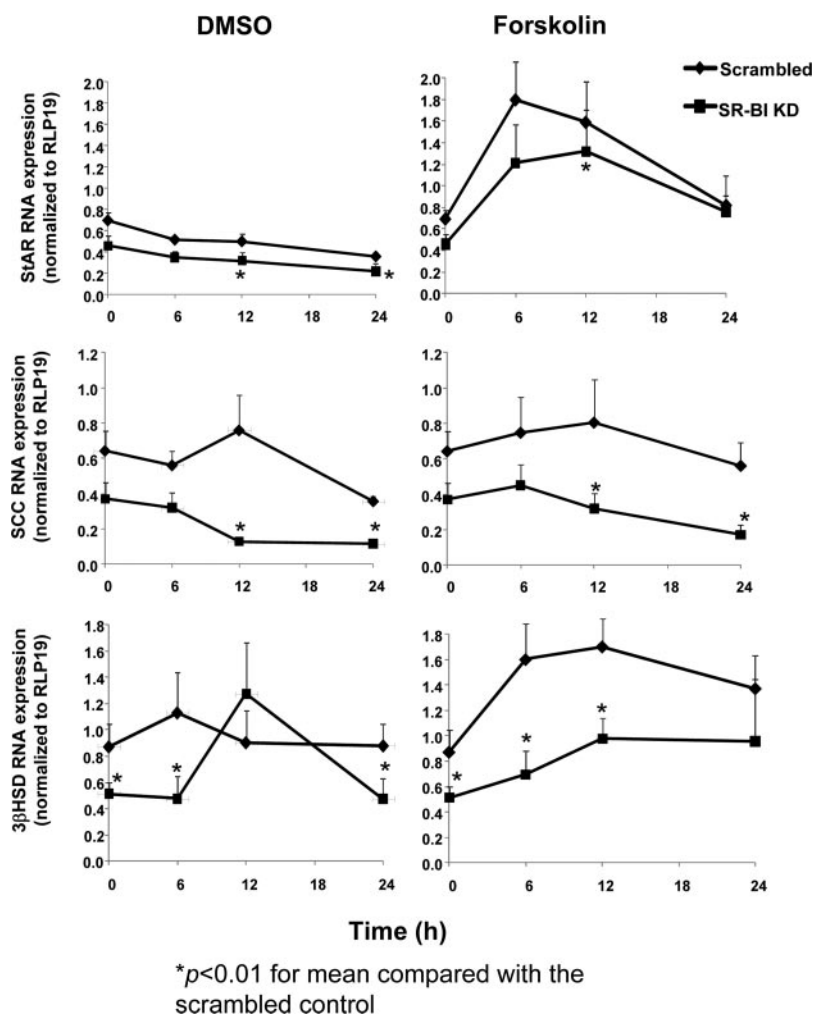 DMSO
Forskolin
Scrambled
SR-BI KD
StAR RNA expression
(normalized to RLP19)
2.0
1.8
1.6
1.4
1.2
1.0
0.8
0.6
0.4
0.2
0.0
0 6 12 18 24
* *
2.0
1.8
1.6
1.4
1.2
1.0
0.8
0.6
0.4
0.2
0.0
0 6 12 18 24
*
SCC RNA expression
(normalized to RLP19)
1.2
1.0
0.8
0.6
0.4
0.2
0.0
0 6 12 18 24
* *
1.2
1.0
0.8
0.6
0.4
0.2
0.0
0 6 12 18 24
* *
3βHSD RNA expression
(normalized to RLP19)
1.8
1.6
1.4
1.2
1.0
0.8
0.6
0.4
0.2
0.0
0 6 12 18 24
* * *
1.8
1.6
1.4
1.2
1.0
0.8
0.6
0.4
0.2
0.0
0 6 12 18 24
* * *
Time (h)
*p<0.01 for mean compared with the
scrambled control